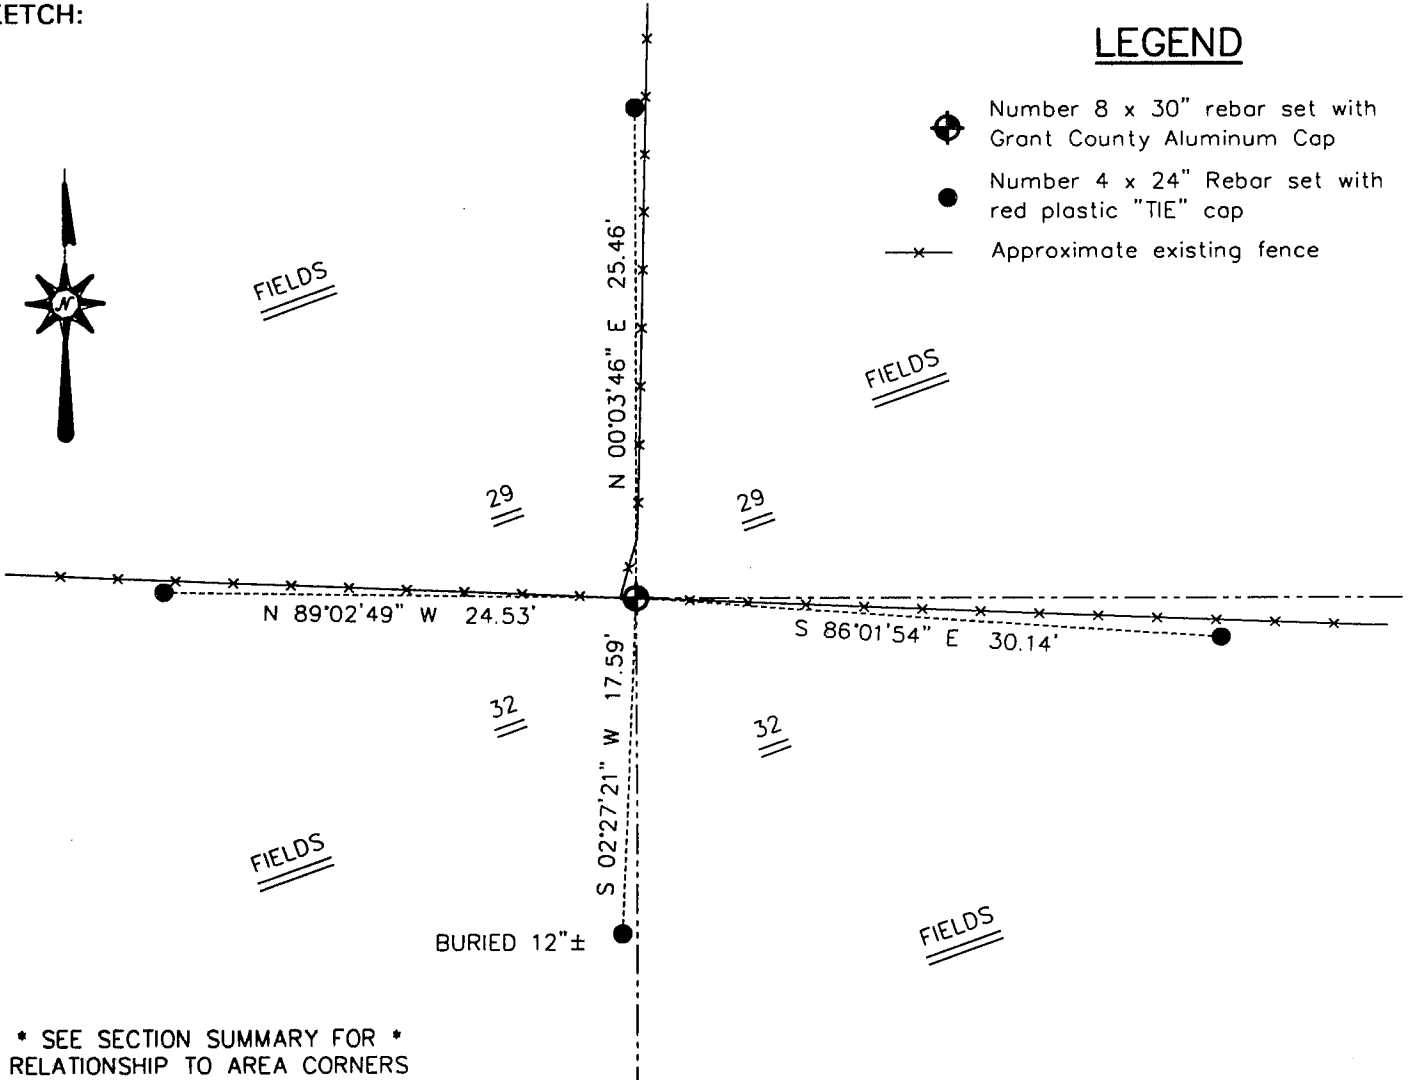 KETCH:
LEGEND
Number 8 x 30" rebar set with
Grant County Aluminum Cap
Number 4 x 24" Rebar set with
red plastic "TIE" cap
Approximate existing fence
N
FIELDS
FIELDS
N 00°03'46" E 25.46'
29
29
N 89°02'49" W 24.53'
S 86°01'54" E 30.14'
S 02°27'21" W 17.59'
32
32
FIELDS
FIELDS
BURIED 12"±
* SEE SECTION SUMMARY FOR *
RELATIONSHIP TO AREA CORNERS